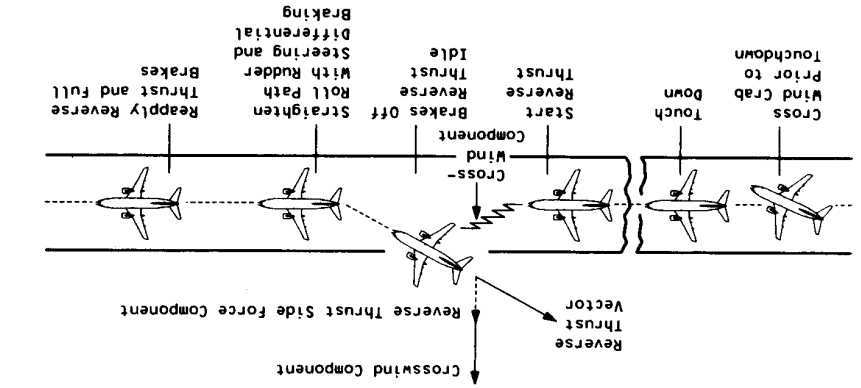 Crosswind Component
Reverse
Thrust
Vector
Reverse Thrust Side Force Component
Cross-
Wind
Component
Cross
Wind Crab
Prior to
Touchdown
Touch
Down
Start
Reverse
Thrust
Brakes Off
Reverse
Thrust
Idle
Straighten
Roll Path
With Rudder
Steering and
Differential
Braking
Reapply Reverse
Thrust and Full
Brakes